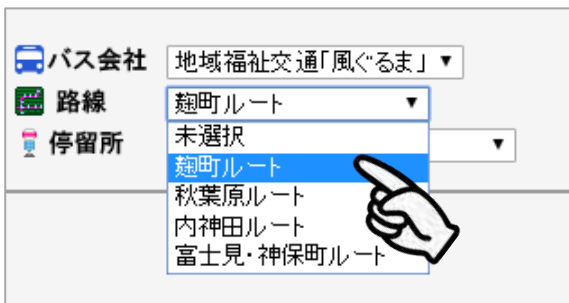 バス会社 地域福祉交通「風ぐるま」▼
路線 麹町ルート ▼
停留所 ▼
未選択
麹町ルート
秋葉原ルート
内神田ルート
富士見・神保町ルート